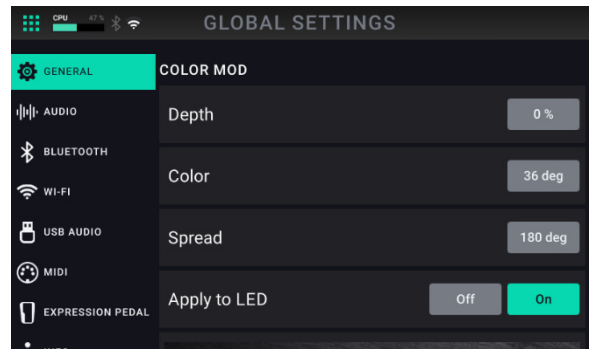 CPU 47 % GLOBAL SETTINGS
GENERAL
COLOR MOD
AUDIO
Depth 0 %
BLUETOOTH
Color 36 deg
WI-FI
USB AUDIO
Spread 180 deg
MIDI
Apply to LED Off On
EXPRESSION PEDAL